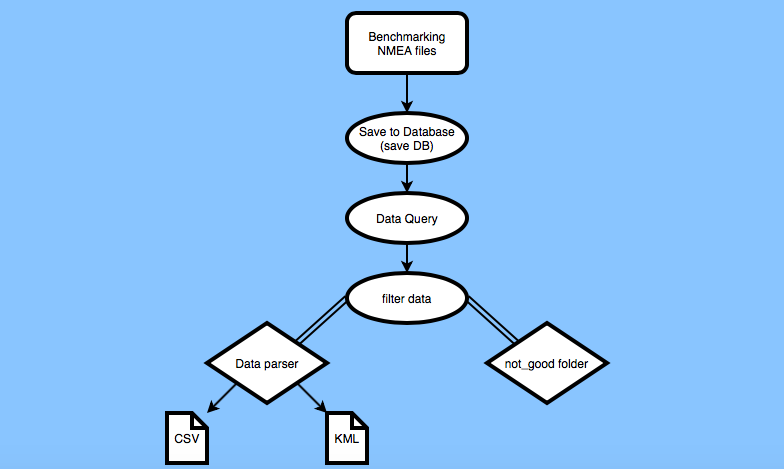 Benchmarking
NMEA files
Save to Database
(save DB)
Data Query
filter data
Data parser
not_good folder
CSV
KML